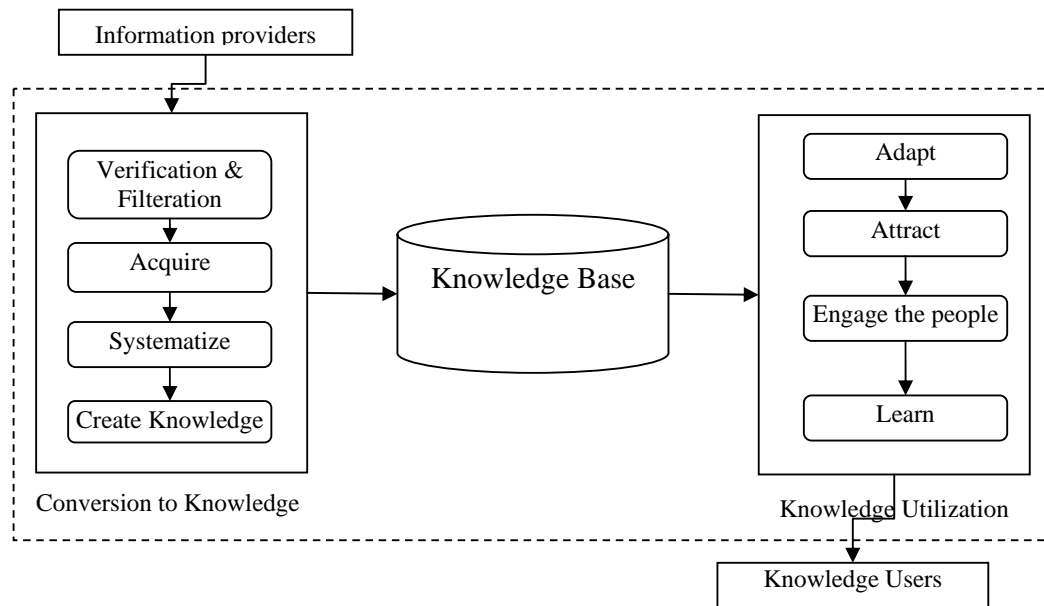 Information providers
Verification &
Filteration
Acquire
Systematize
Create Knowledge
Conversion to Knowledge
Knowledge Base
Adapt
Attract
Engage the people
Learn
Knowledge Utilization
Knowledge Users